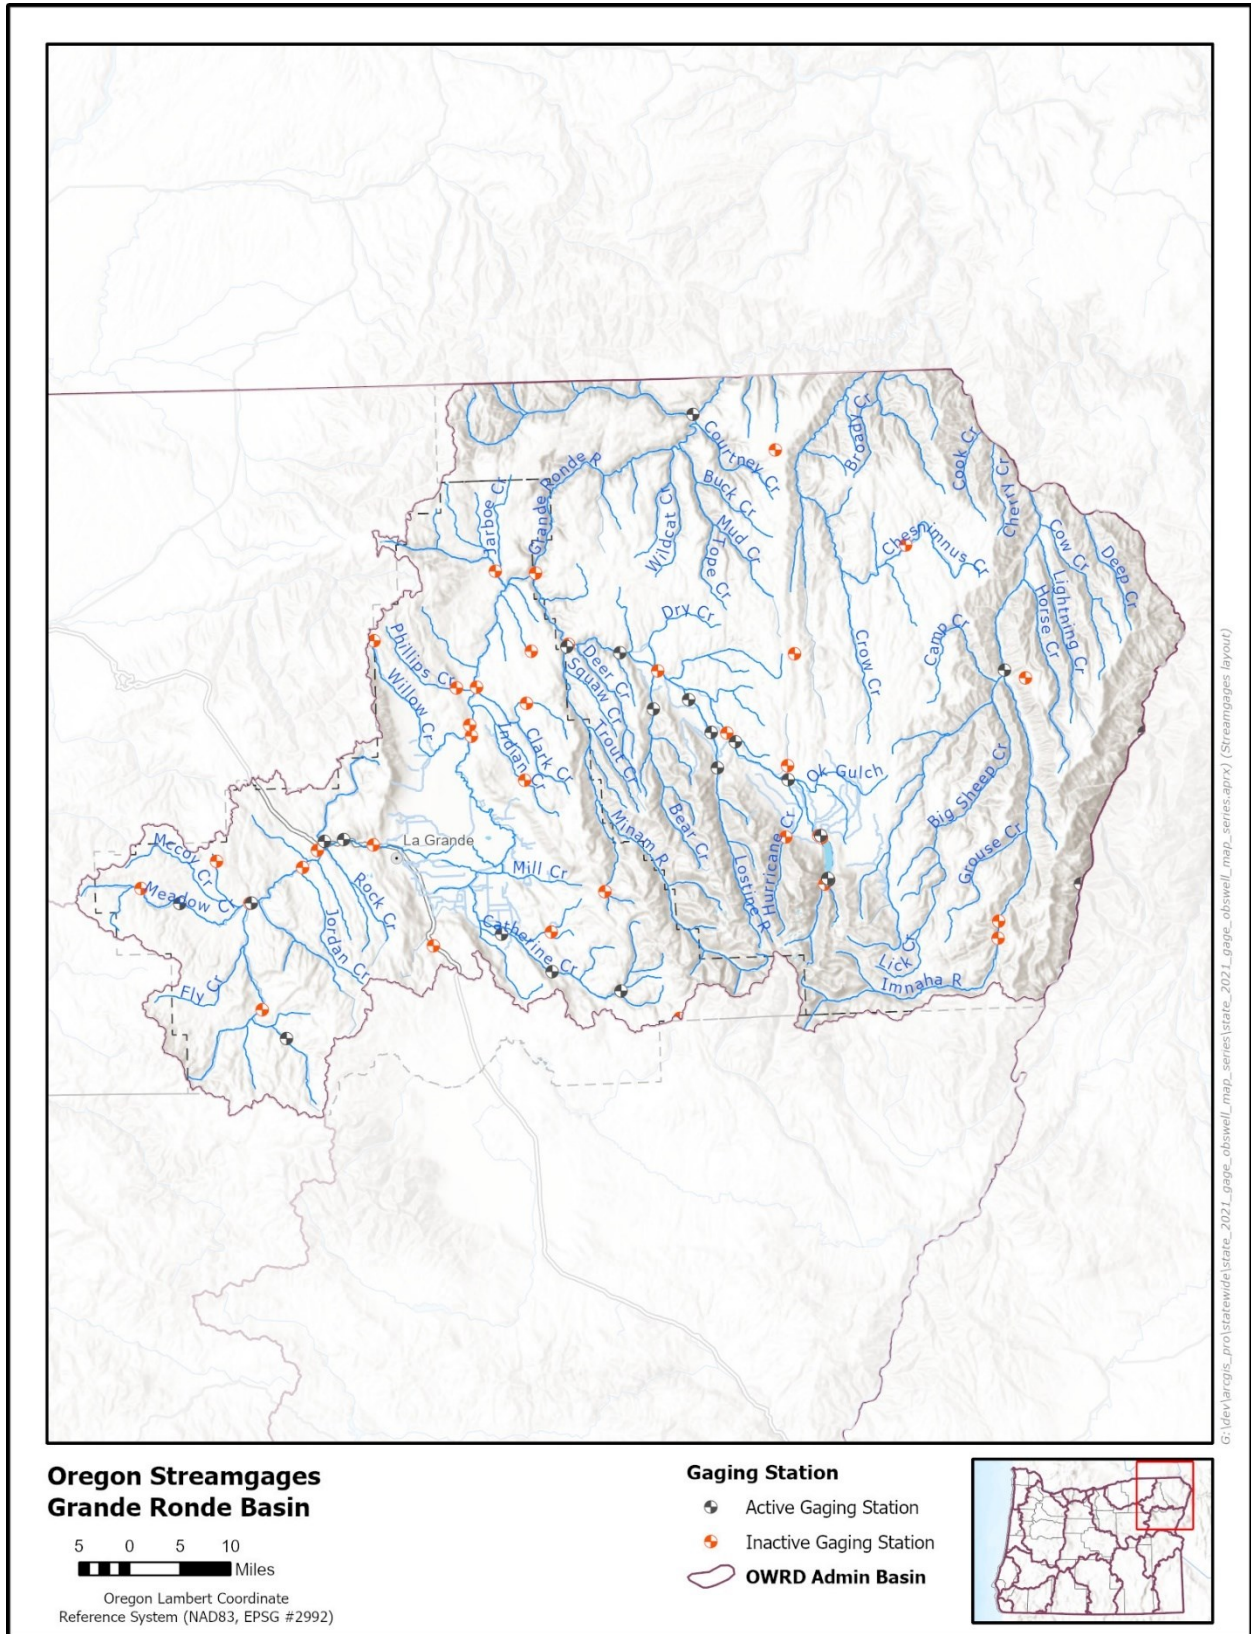 Courtney Cr
Broady Cr
Cook Cr
Cherry Cr
Grande Ronde R
Jarboe Cr
Wildcat Cr
Buck Cr
Mud Cr
Tope Cr
Chesnimnus Cr
Cow Cr
Deep Cr
Lightning Cr
Horse Cr
Dry Cr
Camp Cr
Crow Cr
Phillips Cr
Willow Cr
Deer Cr
Squaw Cr
Trout Cr
Indian Cr
Clark Cr
Ok Gulch
Big Sheep Cr
Grouse Cr
Minam R
Bear Cr
Hurricane Cr
Lostine R
La Grande
Mill Cr
Mccoy Cr
Meadow Cr
Rock Cr
Jordan Cr
Catherine Cr
Fly Cr
Lick Cr
Imnaha R
G:\dev\arcgis_pro\statewide\state_2021_gage_obswell_map_series\state_2021_gage_obswell_map_series.aprx) (Streamgages layout)
Oregon Streamgages
Grande Ronde Basin
5 0 5 10
Miles
Oregon Lambert Coordinate
Reference System (NAD83, EPSG #2992)
Gaging Station
Active Gaging Station
Inactive Gaging Station
OWRD Admin Basin